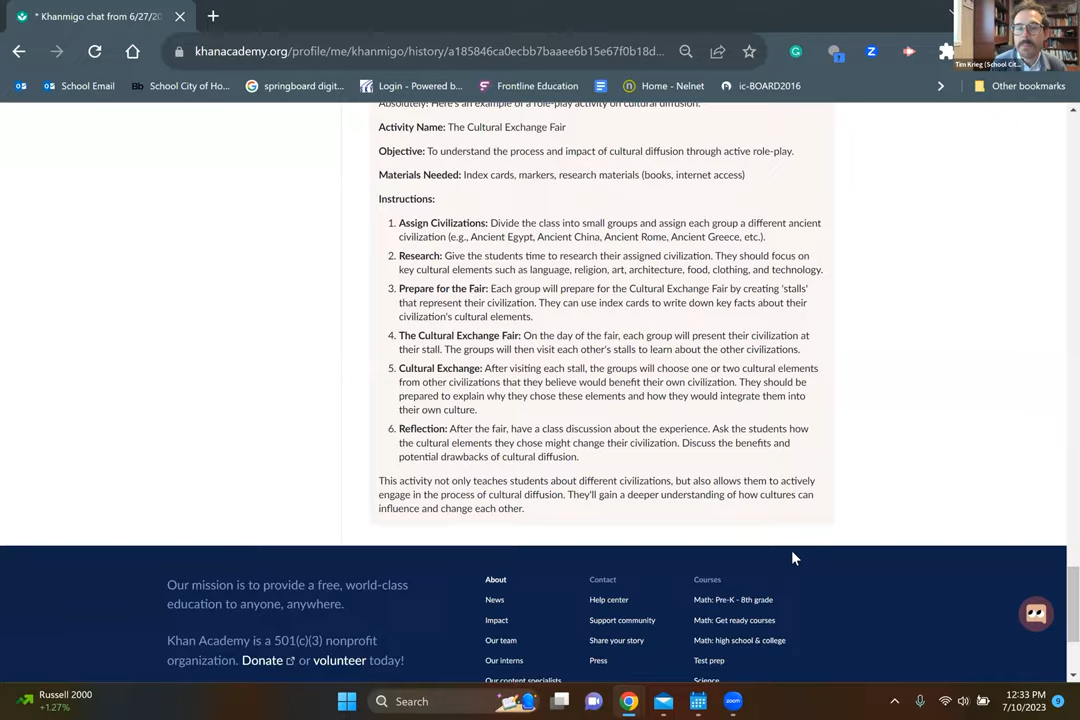 * Khanmigo chat from 6/27/20
khanacademy.org/profile/me/khanmigo/history/a185846ca0ecbb7baaee6b15e67f0b18d...
Tim Krieg (School Cit...
School Email
Bb School City of Ho...
springboard digit...
Login - Powered b...
Frontline Education
Home - Nelnet
ic-BOARD2016
Other bookmarks
Absolutely! Here's an example of a role-play activity on cultural diffusion.
Activity Name: The Cultural Exchange Fair
Objective: To understand the process and impact of cultural diffusion through active role-play.
Materials Needed: Index cards, markers, research materials (books, internet access)
Instructions:
1. Assign Civilizations: Divide the class into small groups and assign each group a different ancient
civilization (e.g., Ancient Egypt, Ancient China, Ancient Rome, Ancient Greece, etc.).
2. Research: Give the students time to research their assigned civilization. They should focus on
key cultural elements such as language, religion, art, architecture, food, clothing, and technology.
3. Prepare for the Fair: Each group will prepare for the Cultural Exchange Fair by creating 'stalls'
that represent their civilization. They can use index cards to write down key facts about their
civilization's cultural elements.
4. The Cultural Exchange Fair: On the day of the fair, each group will present their civilization at
their stall. The groups will then visit each other's stalls to learn about the other civilizations.
5. Cultural Exchange: After visiting each stall, the groups will choose one or two cultural elements
from other civilizations that they believe would benefit their own civilization. They should be
prepared to explain why they chose these elements and how they would integrate them into
their own culture.
6. Reflection: After the fair, have a class discussion about the experience. Ask the students how
the cultural elements they chose might change their civilization. Discuss the benefits and
potential drawbacks of cultural diffusion.
This activity not only teaches students about different civilizations, but also allows them to actively
engage in the process of cultural diffusion. They'll gain a deeper understanding of how cultures can
influence and change each other.
Our mission is to provide a free, world-class
education to anyone, anywhere.
Khan Academy is a 501(c)(3) nonprofit
organization. Donate or volunteer today!
About
News
Impact
Our team
Our interns
Our content specialists
Contact
Help center
Support community
Share your story
Press
Courses
Math: Pre-K - 8th grade
Math: Get ready courses
Math: high school & college
Test prep
Science
Russell 2000
+1.27%
Search
zoom
12:33 PM
7/10/2023
9